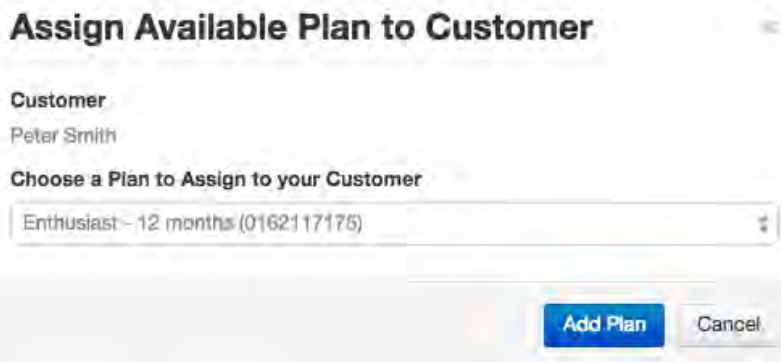 Assign Available Plan to Customer
Customer
Peter Smith
Choose a Plan to Assign to your Customer
Enthusiast - 12 months (0162117175)
Add Plan Cancel